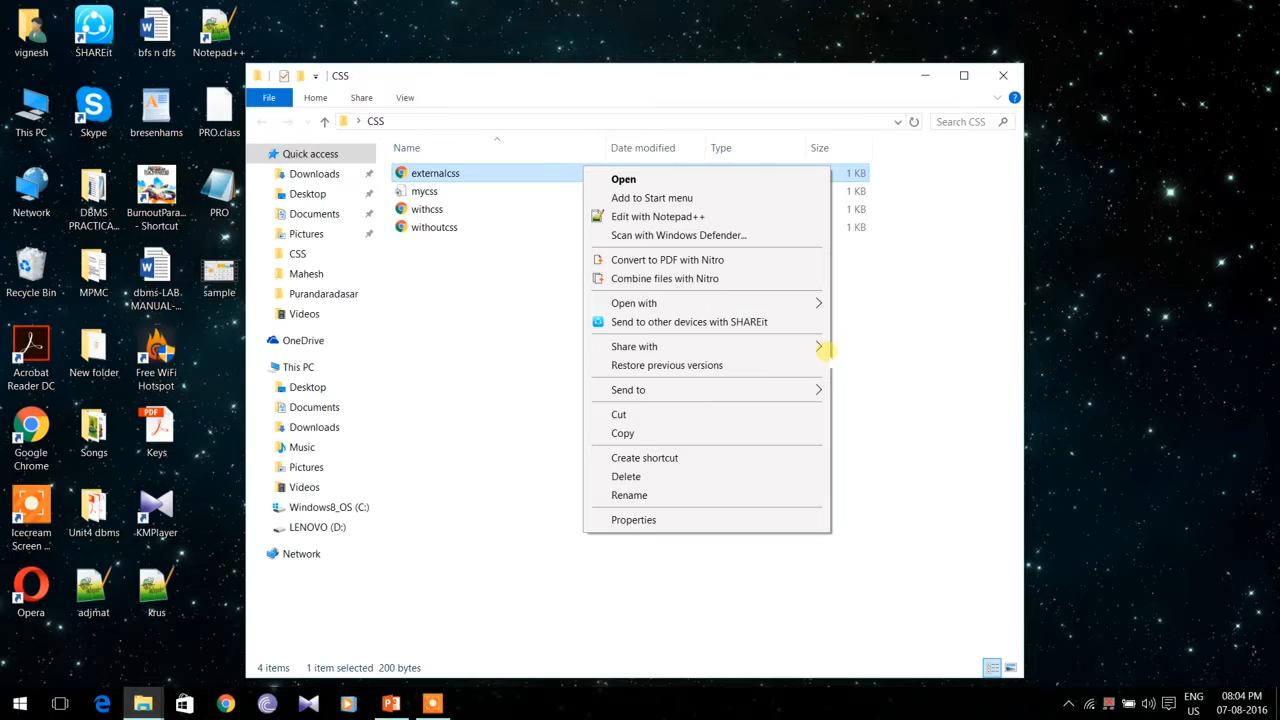 vignesh
SHAREit
bfs n dfs
Notepad++
This PC
Skype
bresenhams
PRO.class
Network
DBMS
PRACTICA...
BurnoutPara...
- Shortcut
PRO
Recycle Bin
MPMC
dbms-LAB
MANUAL-...
sample
Acrobat
Reader DC
New folder
Free WiFi
Hotspot
Google
Chrome
Songs
PDF
Keys
Icecream
Screen ...
Unit4 dbms
KMPlayer
Opera
adjmat
krus
CSS
File
Home
Share
View
CSS
Search CSS
Quick access
Downloads
Desktop
Documents
Pictures
CSS
Mahesh
Purandaradasar
Videos
OneDrive
This PC
Desktop
Documents
Downloads
Music
Pictures
Videos
Windows8_OS (C:)
LENOVO (D:)
Network
Name
Date modified
Type
Size
externalcss
1 KB
mycss
1 KB
withcss
1 KB
withoutcss
1 KB
Open
Add to Start menu
Edit with Notepad++
Scan with Windows Defender...
Convert to PDF with Nitro
Combine files with Nitro
Open with
Send to other devices with SHAREit
Share with
Restore previous versions
Send to
Cut
Copy
Create shortcut
Delete
Rename
Properties
4 items
1 item selected 200 bytes
ENG
US
08:04 PM
07-08-2016